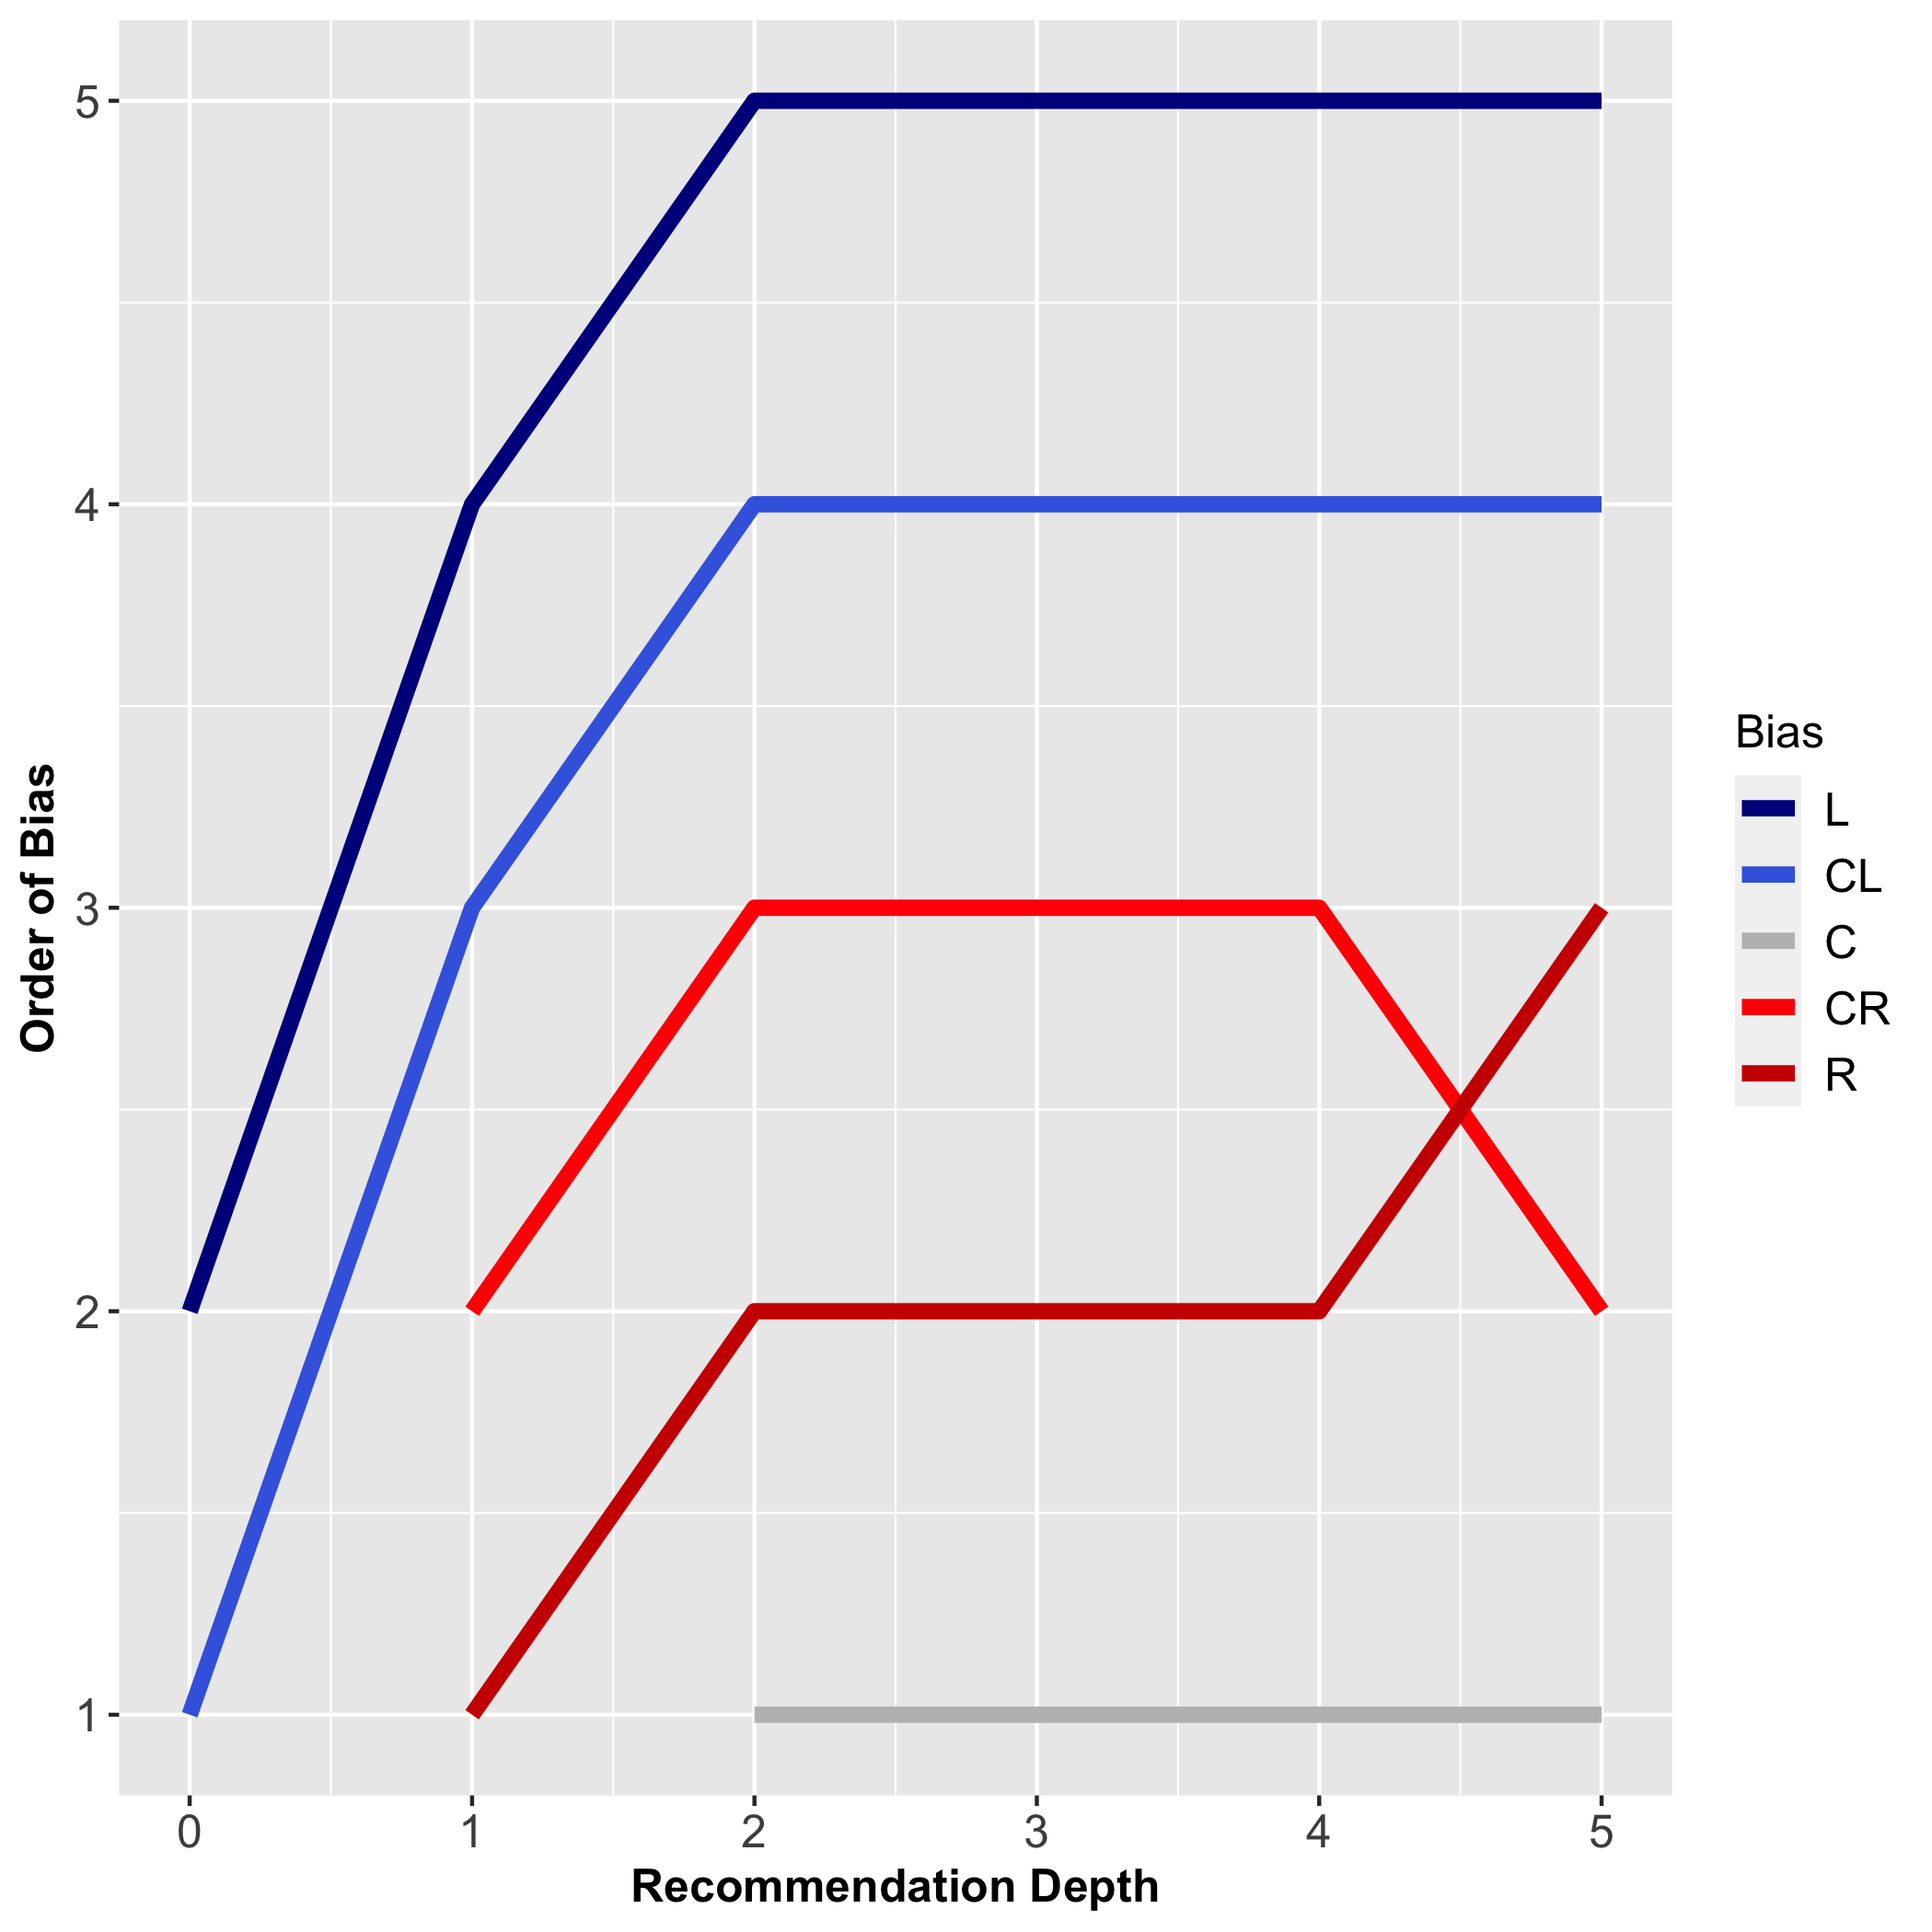 Order of Bias
5
4
3
2
1
0 1 2 3 4 5
Recommendation Depth
Bias
L
CL
C
CR
R